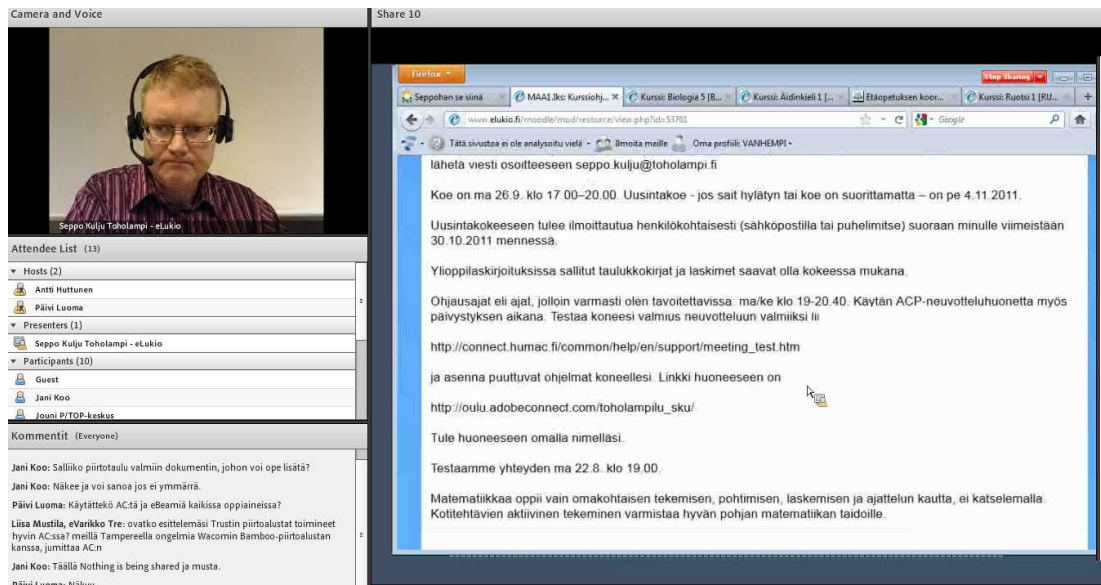 Camera and Voice
Seppo Kulju Toholampi - eLukio
Attendee List (13)
Hosts (2)
Antti Huttunen
Päivi Luoma
Presenters (1)
Seppo Kulju Toholampi - eLukio
Participants (10)
Guest
Jani Koo
Jouni P/TOP-keskus
Kommentit (Everyone)
Jani Koo: Salliiko piirtotaulu valmiin dokumentin, johon voi ope lisätä?
Jani Koo: Näkee ja voi sanoa jos ei ymmärrä.
Päivi Luoma: Käytättekö AC:tä ja eBeamiä kaikissa oppiaineissa?
Liisa Mustila, eVarikko Tre: ovatko esittelemäsi Trustin piirtoalustat toimineet
hyvin AC:ssa? meillä Tampereella ongelmia Wacomin Bamboo-piirtoalustan
kanssa, jumittaa AC:n
Jani Koo: Täällä Nothing is being shared ja musta.
Päivi Luoma: Näkyy
Share 10
Firefox
Stop Sharing
Seppohan se siinä
MAA1.Iks: Kurssiohj...
Kurssi: Biologia 5 [B...
Kurssi: Äidinkieli 1 [...
Etäopetuksen koor...
Kurssi: Ruotsi 1 [RU...
www.elukio.fi/moodle/mod/resource/view.php?id=53761
Google
Tätä sivustoa ei ole analysoitu vielä
Ilmoita meille
Oma profiili: VANHEMPI
lähetä viesti osoitteeseen seppo.kulju@toholampi.fi
Koe on ma 26.9. klo 17.00–20.00. Uusintakoe - jos sait hylätyn tai koe on suorittamatta – on pe 4.11.2011.
Uusintakokeeseen tulee ilmoittautua henkilökohtaisesti (sähköpostilla tai puhelimitse) suoraan minulle viimeistään
30.10.2011 mennessä.
Ylioppilaskirjoituksissa sallitut taulukkokirjat ja laskimet saavat olla kokeessa mukana.
Ohjausajat eli ajat, jolloin varmasti olen tavoitettavissa: ma/ke klo 19-20.40. Käytän ACP-neuvotteluhuonetta myös
päivystyksen aikana. Testaa koneesi valmius neuvotteluun valmiiksi
http://connect.humac.fi/common/help/en/support/meeting_test.htm
ja asenna puuttuvat ohjelmat koneellesi. Linkki huoneeseen on
http://oulu.adobeconnect.com/toholampilu_sku/
Tule huoneeseen omalla nimelläsi.
Testaamme yhteyden ma 22.8. klo 19.00.
Matematiikkaa oppii vain omakohtaisen tekemisen, pohtimisen, laskemisen ja ajattelun kautta, ei katselemalla.
Kotitehtävien aktiivinen tekeminen varmistaa hyvän pohjan matematiikan taidoille.